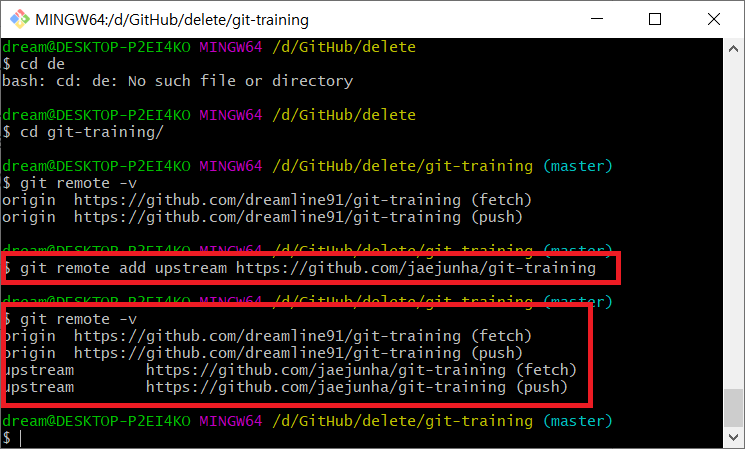 MINGW64:/d/GitHub/delete/git-training
dream@DESKTOP-P2EI4KO MINGW64 /d/GitHub/delete
$ cd de
bash: cd: de: No such file or directory
dream@DESKTOP-P2EI4KO MINGW64 /d/GitHub/delete
$ cd git-training/
dream@DESKTOP-P2EI4KO MINGW64 /d/GitHub/delete/git-training (master)
$ git remote -v
origin  https://github.com/dreamline91/git-training (fetch)
origin  https://github.com/dreamline91/git-training (push)
dream@DESKTOP-P2EI4KO MINGW64 /d/GitHub/delete/git-training (master)
$ git remote add upstream https://github.com/jaejunha/git-training
dream@DESKTOP-P2EI4KO MINGW64 /d/GitHub/delete/git-training (master)
$ git remote -v
origin  https://github.com/dreamline91/git-training (fetch)
origin  https://github.com/dreamline91/git-training (push)
upstream        https://github.com/jaejunha/git-training (fetch)
upstream        https://github.com/jaejunha/git-training (push)
dream@DESKTOP-P2EI4KO MINGW64 /d/GitHub/delete/git-training (master)
$